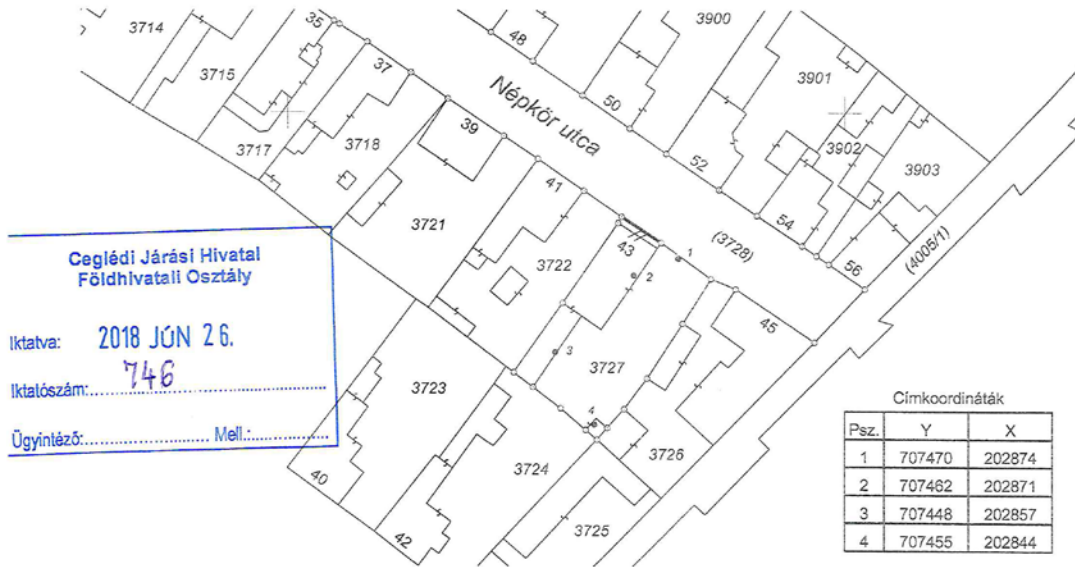 3714
35
3715
37
3717
3718
39
3721
41
3722
43
2
1
3
3727
4
3726
45
3723
40
3724
42
3725
48
3900
50
3901
52
3902
3903
54
56
Népkör utca
(3728)
(4005/1)
Ceglédi Járási Hivatal
Földhivatali Osztály
Iktatva: 2018 JÚN 26.
Iktatószám: 746
Ügyintéző: Mell.:
Címkoordináták
Psz. Y X
1 707470 202874
2 707462 202871
3 707448 202857
4 707455 202844